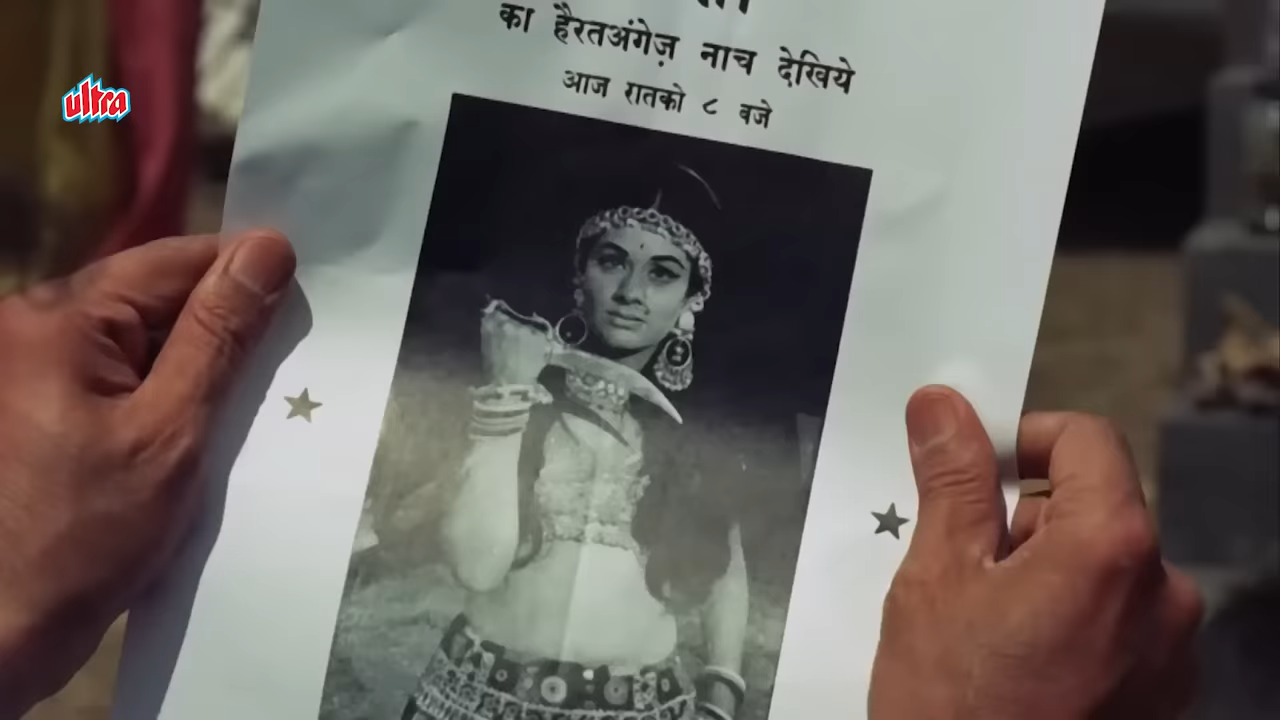 का हैरतअंगेज़ नाच देखिये
आज रातको ८ बजे
ultra